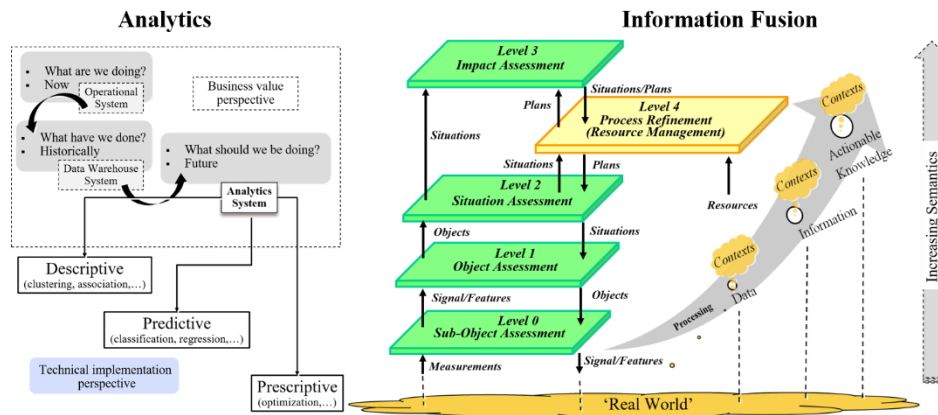 Analytics
What are we doing?
Now
Operational
System
Business value
perspective
What have we done?
Historically
Data Warehouse
System
What should we be doing?
Future
Analytics
System
Descriptive
(clustering, association,…)
Predictive
(classification, regression,…)
Technical implementation
perspective
Prescriptive
(optimization,…)
Information Fusion
Level 3
Impact Assessment
Situations
Plans
Situations/Plans
Level 4
Process Refinement
(Resource Management)
Situations
Plans
Resources
Level 2
Situation Assessment
Objects
Situations
Level 1
Object Assessment
Signal/Features
Objects
Level 0
Sub-Object Assessment
Measurements
Signal/Features
'Real World'
Processing
Contexts
Data
Contexts
Information
Contexts
Actionable
Knowledge
Increasing Semantics